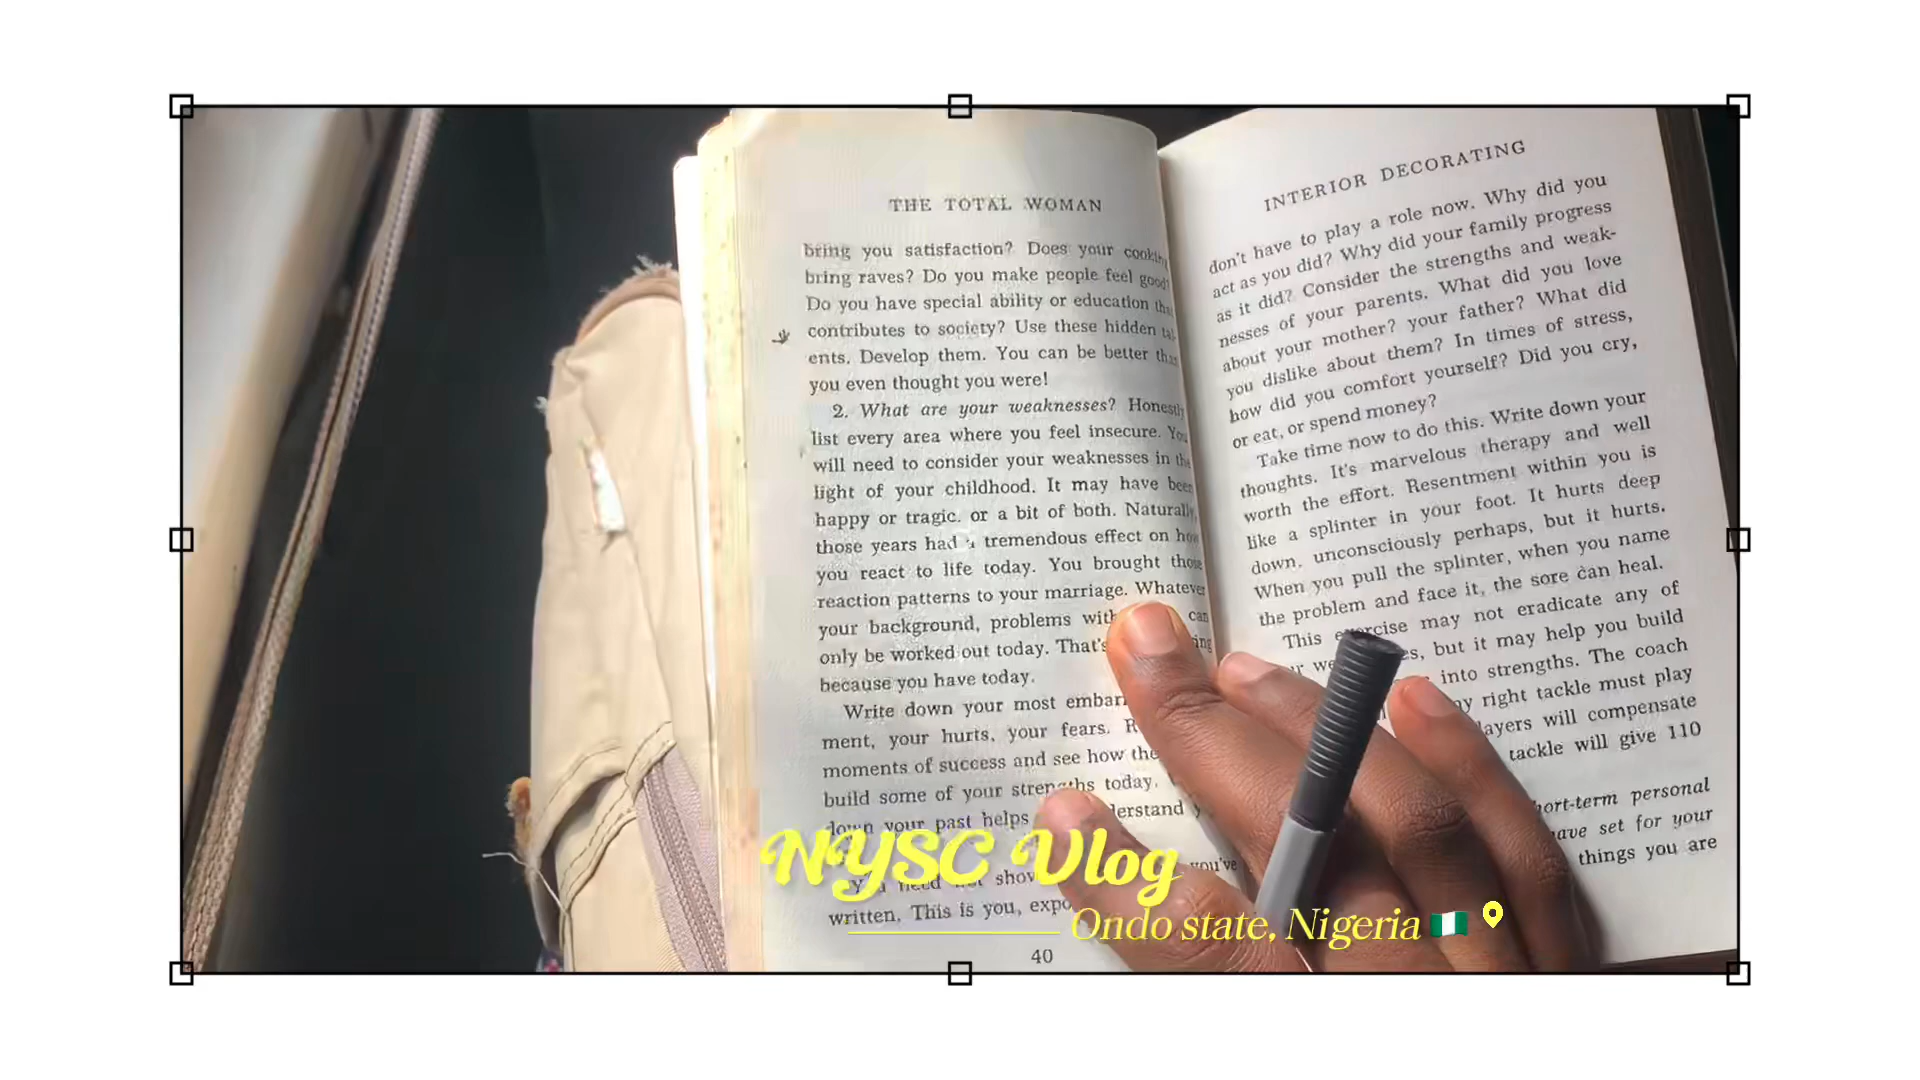 THE TOTAL WOMAN
bring you satisfaction? Does your
bring raves? Do you make people feel good
Do you have special ability or education
contributes to society? Use these hidden
ents. Develop them. You can be better
you even thought you were!
2. What are your weaknesses?
list every area where you feel insecure.
will need to consider your weaknesses in
light of your childhood. It may have
happy or tragic. or a bit of both.
those years had a tremendous effect on
you react to life today. You brought
reaction patterns to your marriage. Whatever
your background, problems with can
only be worked out today. That's
because you have today.
Write down your most
ment, your hurts, your fears.
moments of success and see how
build some of your strengths today.
down your past helps
need show you've
written. This is you,
40
INTERIOR DECORATING
don't have to play a role now. Why did you
act as you did? Why did your family progress
as it did? Consider the strengths and weak-
nesses of your parents. What did you love
about your mother? your father? What did
you dislike about them? In times of stress,
how did you comfort yourself? Did you cry,
or eat, or spend money?
Take time now to do this. Write down your
thoughts. It's marvelous therapy and well
worth the effort. Resentment within you is
like a splinter in your foot. It hurts deep
down. unconsciously perhaps, but it hurts.
When you pull the splinter, when you name
the problem and face it, the sore can heal.
This exercise may not eradicate any of
but it may help you build
into strengths. The coach
right tackle must play
will compensate
tackle will give 110
personal
set for your
things you are
NYSC Vlog
Ondo state, Nigeria